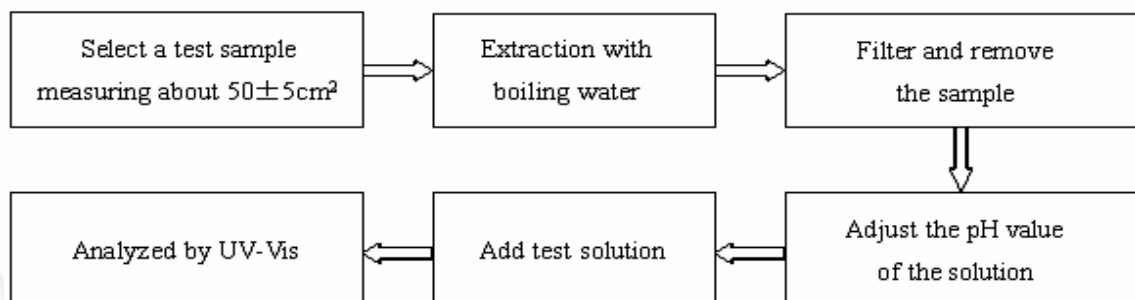 Select a test sample
measuring about 50±5cm²
Extraction with
boiling water
Filter and remove
the sample
Adjust the pH value
of the solution
Add test solution
Analyzed by UV-Vis